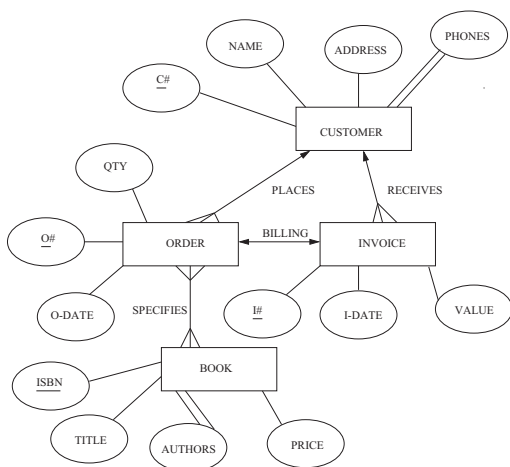 NAME
ADDRESS
PHONES
C#
CUSTOMER
QTY
PLACES
RECEIVES
O#
ORDER
BILLING
INVOICE
O-DATE
SPECIFIES
I#
I-DATE
VALUE
BOOK
ISBN
TITLE
AUTHORS
PRICE